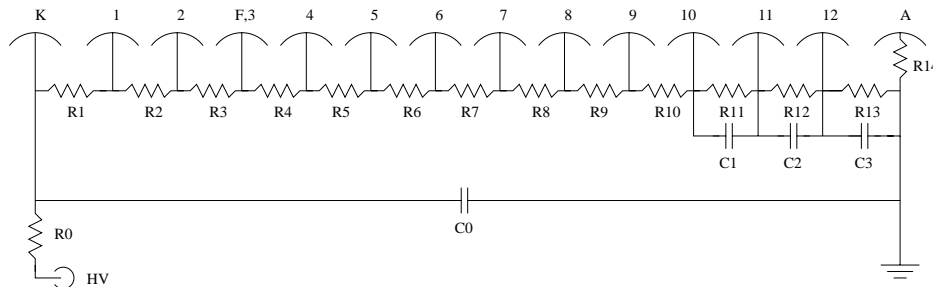 K 1 2 F,3 4 5 6 7 8 9 10 11 12 A
R14
R1 R2 R3 R4 R5 R6 R7 R8 R9 R10 R11 R12 R13
C1 C2 C3
C0
R0
HV